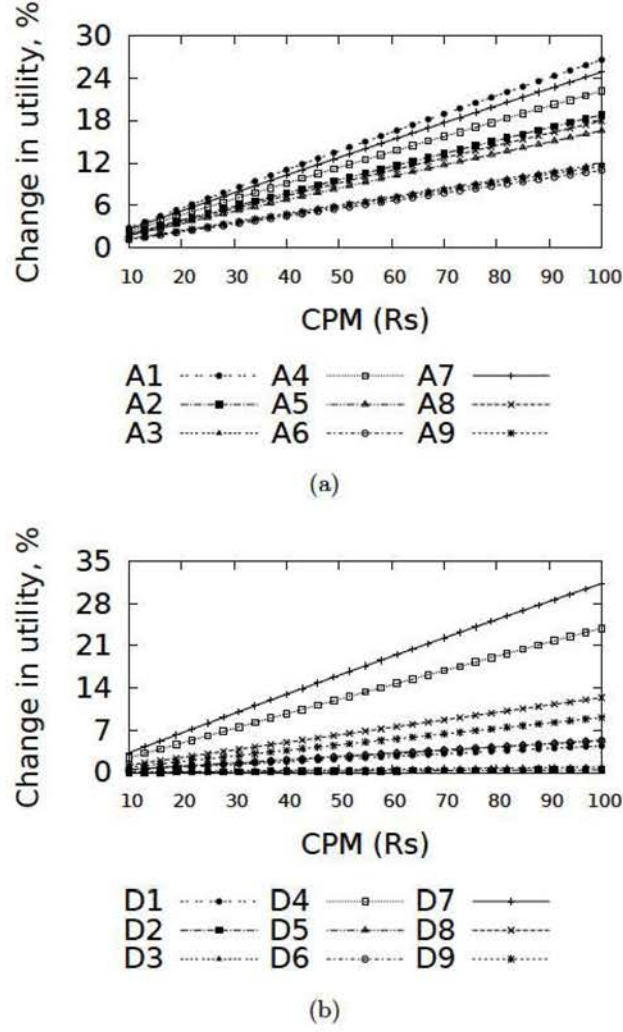 Change in utility, %
30
24
18
12
6
0
10 20 30 40 50 60 70 80 90 100
CPM (Rs)
A1 A4 A7
A2 A5 A8
A3 A6 A9
(a)
Change in utility, %
35
28
21
14
7
0
10 20 30 40 50 60 70 80 90 100
CPM (Rs)
D1 D4 D7
D2 D5 D8
D3 D6 D9
(b)